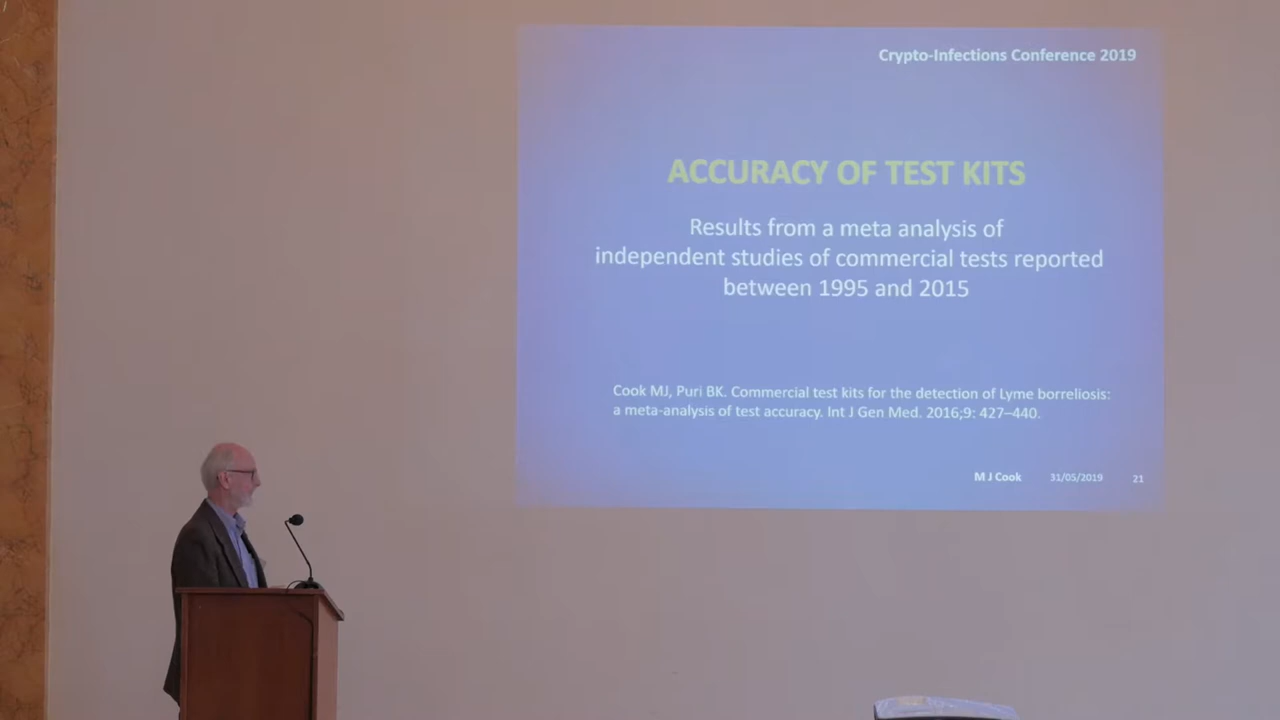 Crypto-Infections Conference 2019
ACCURACY OF TEST KITS
Results from a meta analysis of
independent studies of commercial tests reported
between 1995 and 2015
Cook MJ, Puri BK. Commercial test kits for the detection of Lyme borreliosis:
a meta-analysis of test accuracy. Int J Gen Med. 2016;9: 427–440.
M J Cook 31/05/2019 21